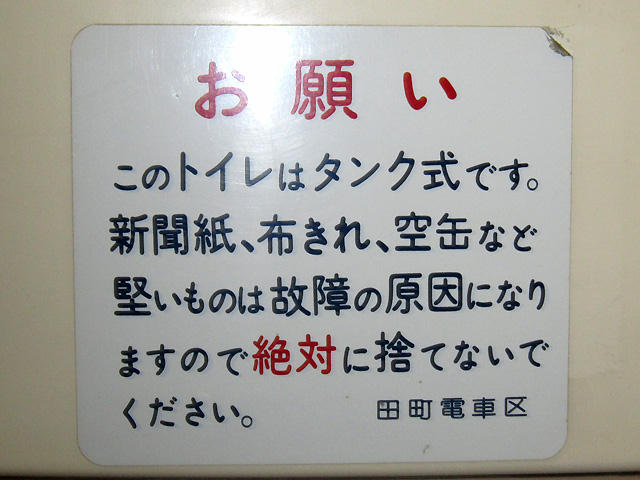 お願い
このトイレはタンク式です。
新聞紙、布きれ、空缶など
堅いものは故障の原因になり
ますので絶対に捨てないで
ください。 田町電車区